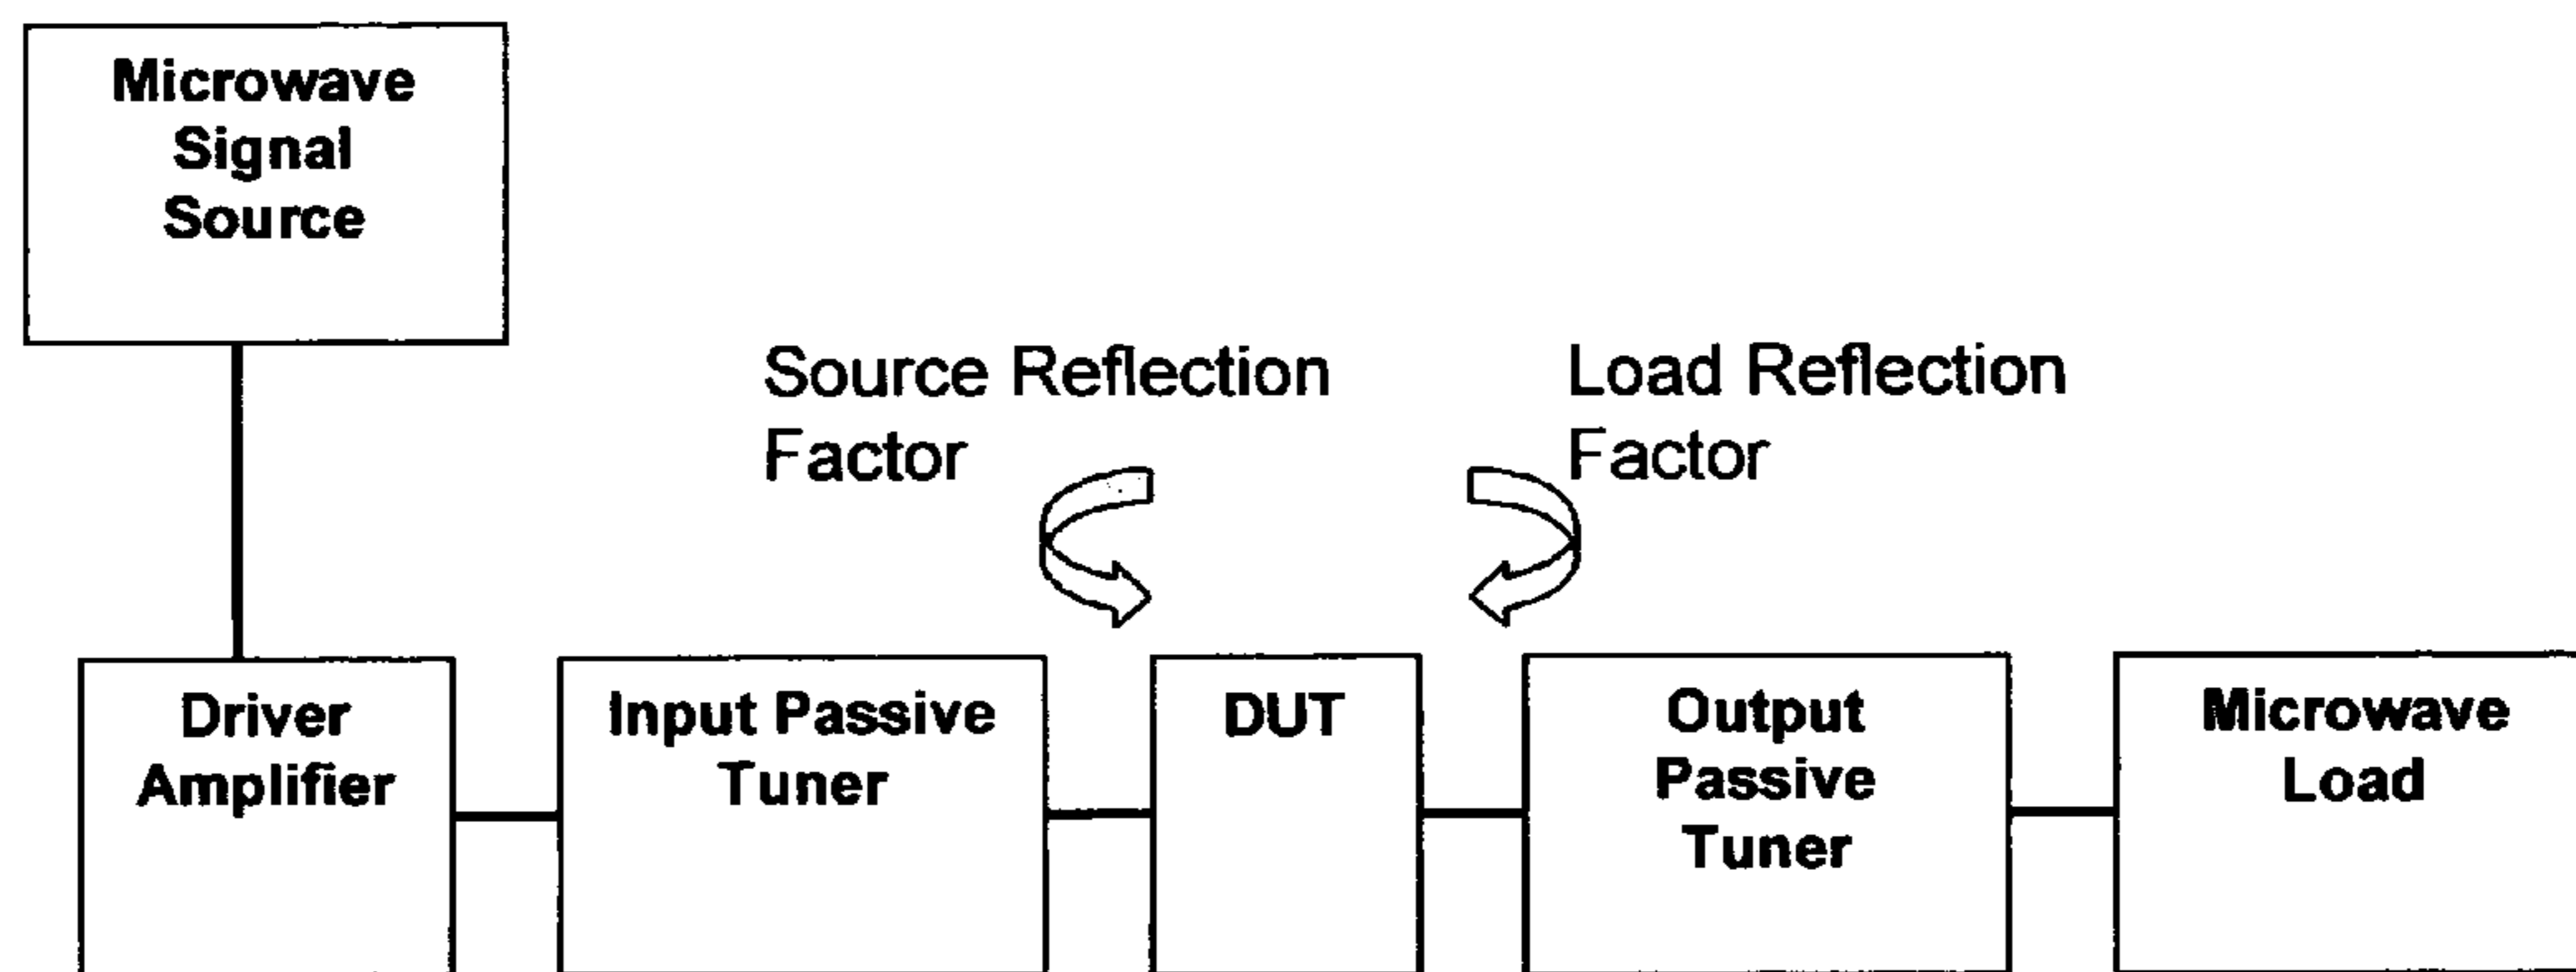 Microwave
Signal
Source
Source Reflection
Factor
Load Reflection
Factor
Driver
Amplifier
Input Passive
Tuner
DUT
Output
Passive
Tuner
Microwave
Load